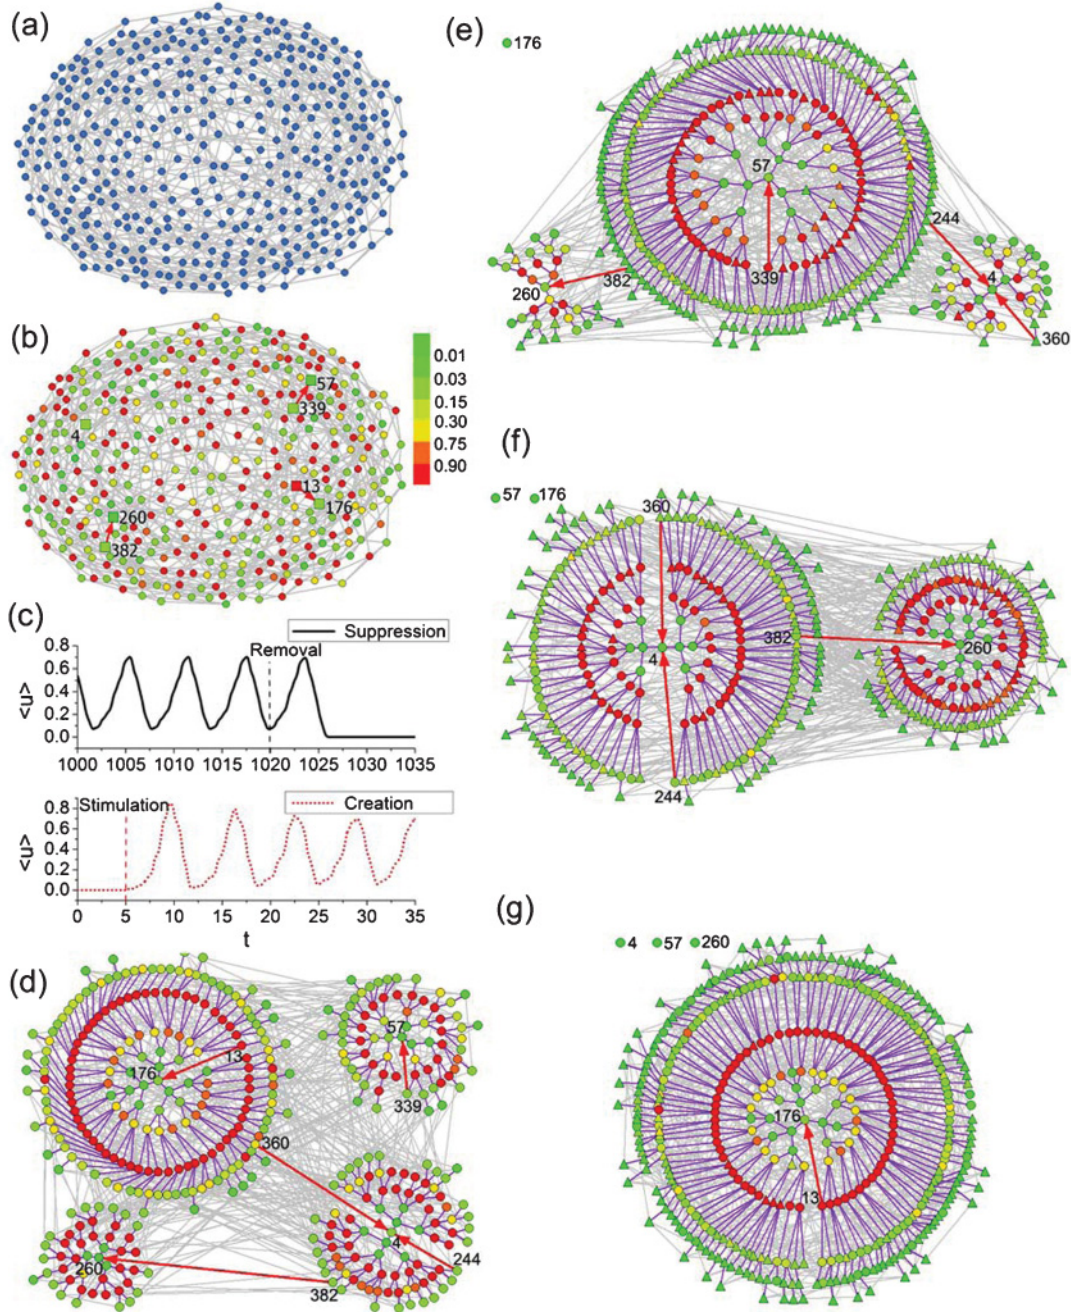 (a)
(b)
57
339
4
13
176
260
382
0.01
0.03
0.15
0.30
0.75
0.90
(c)
Suppression
Removal
<u>
0.8
0.6
0.4
0.2
0.0
1000 1005 1010 1015 1020 1025 1030 1035
Stimulation
Creation
<u>
0.8
0.6
0.4
0.2
0.0
0 5 10 15 20 25 30 35
t
(d)
176
13
57
339
360
4
260
244
382
(e)
176
57
244
382
339
260
4
360
(f)
57 176
360
382
4
260
244
(g)
4 57 260
176
13